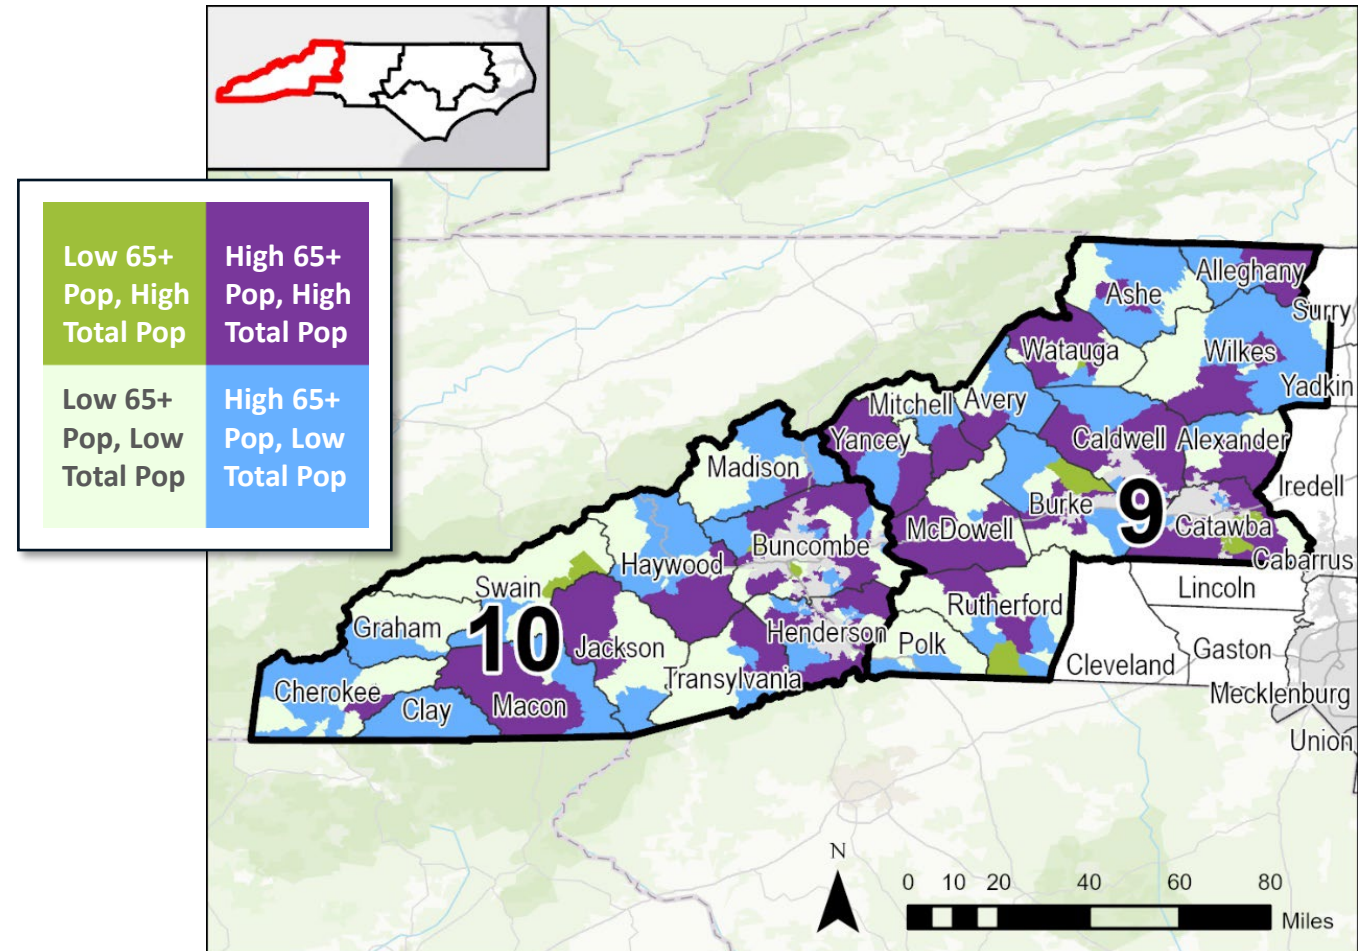 Low 65+
Pop, High
Total Pop
High 65+
Pop, High
Total Pop
Low 65+
Pop, Low
Total Pop
High 65+
Pop, Low
Total Pop
Alleghany
Ashe
Surry
Watauga
Wilkes
Yadkin
Mitchell
Avery
Yancey
Caldwell
Alexander
Madison
Iredell
Burke
9
McDowell
Catawba
Buncombe
Cabarrus
Haywood
Swain
Lincoln
Rutherford
Graham
10
Henderson
Polk
Jackson
Gaston
Cleveland
Transylvania
Cherokee
Mecklenburg
Clay
Macon
Union
N
0 10 20 40 60 80
Miles